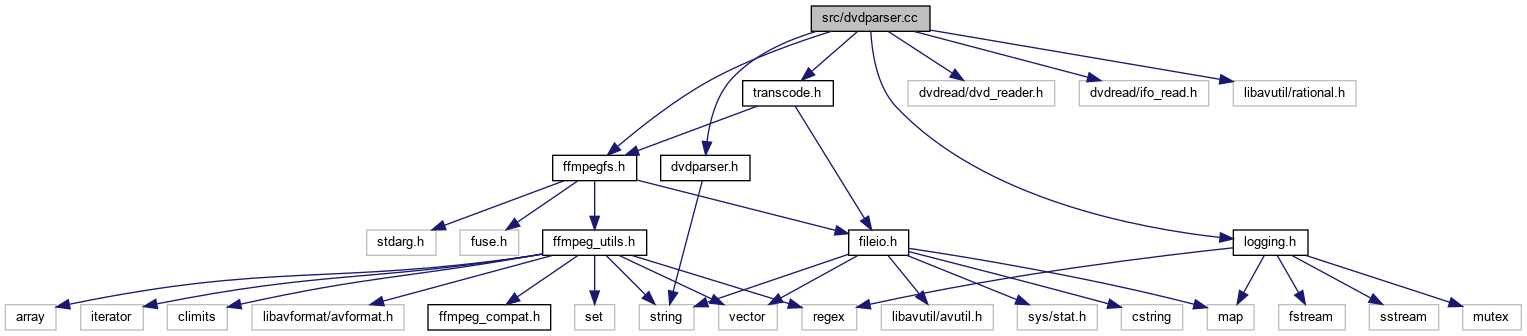 src/dvdparser.cc
transcode.h
dvdread/dvd_reader.h
dvdread/ifo_read.h
libavutil/rational.h
ffmpegfs.h
dvdparser.h
stdarg.h
fuse.h
ffmpeg_utils.h
fileio.h
logging.h
array
iterator
climits
libavformat/avformat.h
ffmpeg_compat.h
set
string
vector
regex
libavutil/avutil.h
sys/stat.h
cstring
map
fstream
sstream
mutex